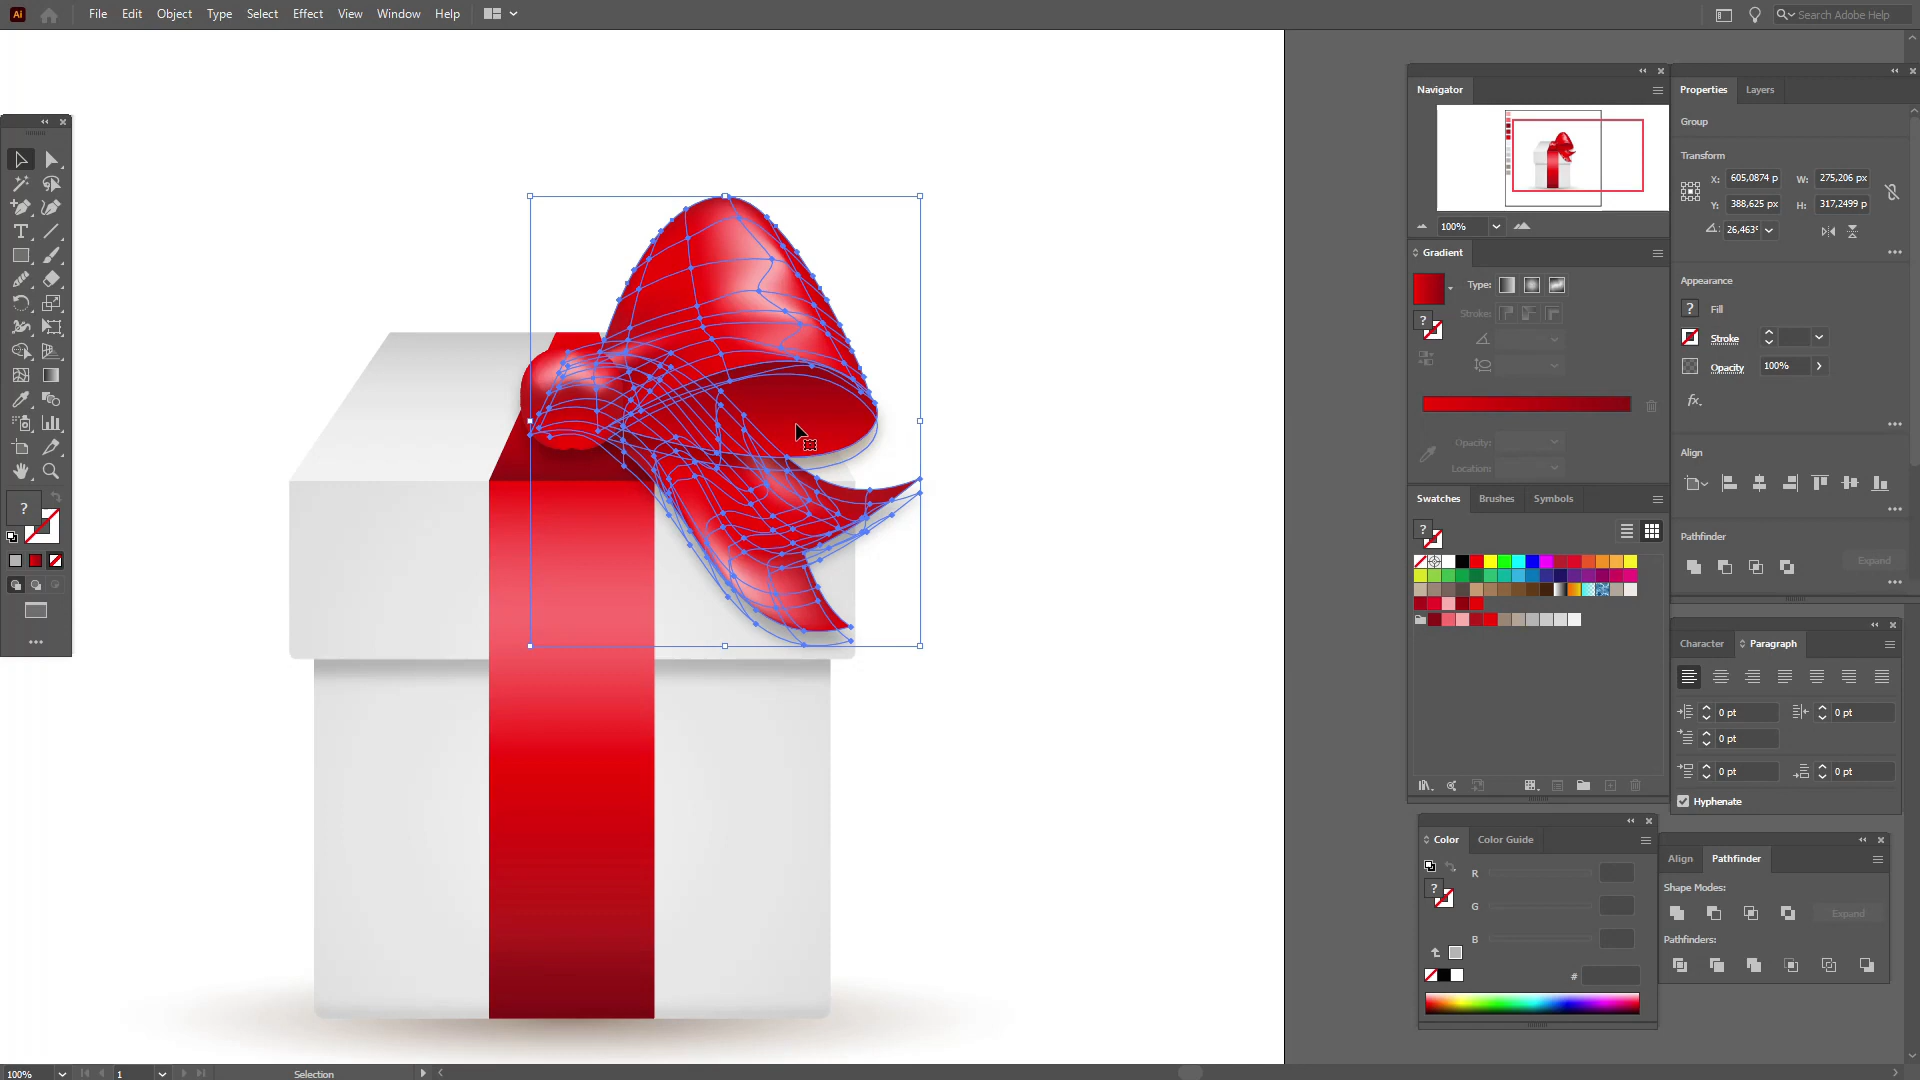 Ai File Edit Object Type Select Effect View Window Help Search Adobe Help
Navigator
100%
Gradient
Type:
Stroke:
Opacity:
Location:
Swatches Brushes Symbols
Color Color Guide
R
G
B
#
Properties Layers
Group
Transform
X: 605,0874 p W: 275,206 px
Y: 388,625 px H: 317,2499 p
26,463°
Appearance
? Fill
Stroke
Opacity 100%
fx.
Align
Pathfinder
Expand
Character Paragraph
0 pt 0 pt
0 pt
0 pt 0 pt
Hyphenate
Align Pathfinder
Shape Modes:
Expand
Pathfinders:
100% 1 Selection